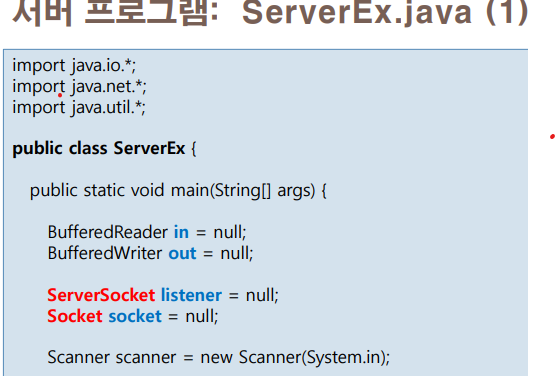 서버 프로그램: ServerEx.java (1)
import java.io.*;
import java.net.*;
import java.util.*;
public class ServerEx {
public static void main(String[] args) {
BufferedReader in = null;
BufferedWriter out = null;
ServerSocket listener = null;
Socket socket = null;
Scanner scanner = new Scanner(System.in);